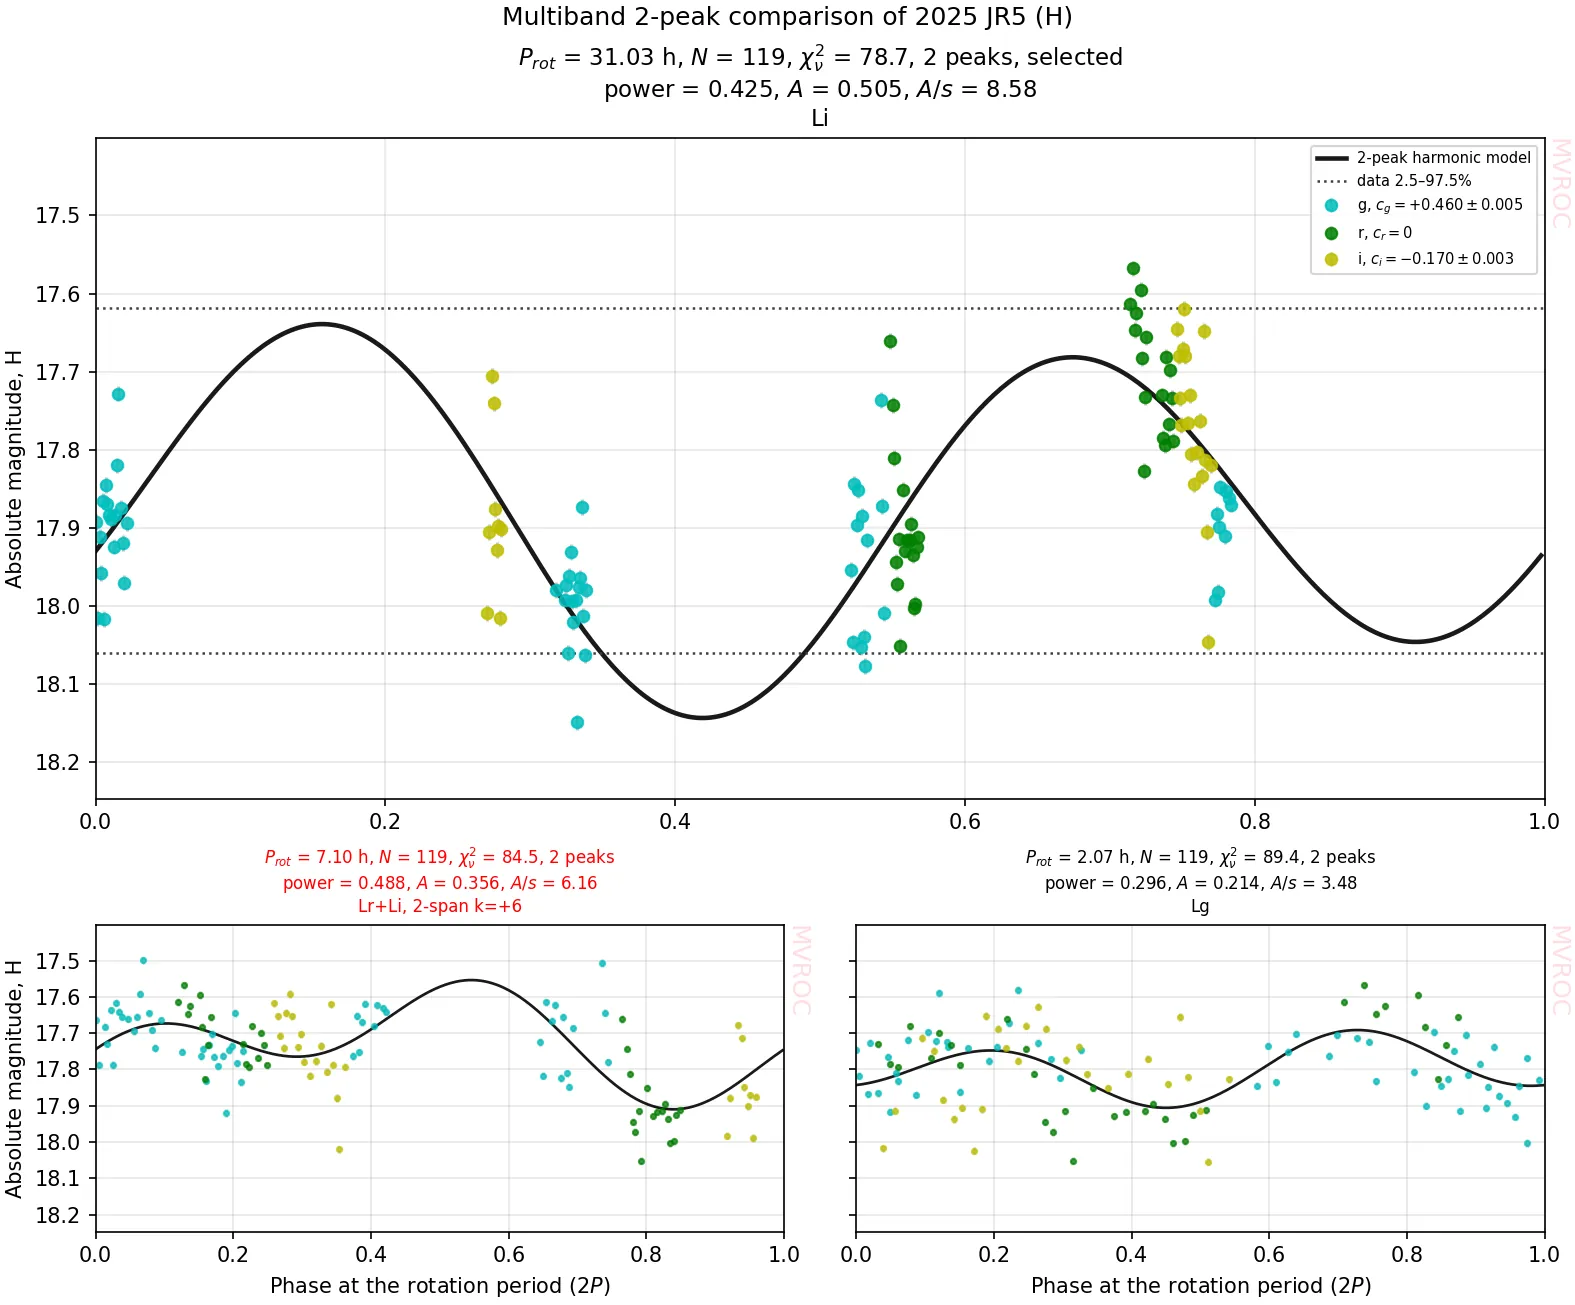 Multiband 2-peak comparison of 2025 JR5 (H)
P_rot = 31.03 h, N = 119, χ²_ν = 78.7, 2 peaks, selected
power = 0.425, A = 0.505, A/s = 8.58
Li
MVROC
2-peak harmonic model
data 2.5–97.5%
g, c_g = +0.460 ± 0.005
r, c_r = 0
i, c_i = −0.170 ± 0.003
Absolute magnitude, H
17.5
17.6
17.7
17.8
17.9
18.0
18.1
18.2
0.0 0.2 0.4 0.6 0.8 1.0
P_rot = 7.10 h, N = 119, χ²_ν = 84.5, 2 peaks
power = 0.488, A = 0.356, A/s = 6.16
Lr+Li, 2-span k=+6
MVROC
Absolute magnitude, H
17.5
17.6
17.7
17.8
17.9
18.0
18.1
18.2
0.0 0.2 0.4 0.6 0.8 1.0
Phase at the rotation period (2P)
P_rot = 2.07 h, N = 119, χ²_ν = 89.4, 2 peaks
power = 0.296, A = 0.214, A/s = 3.48
Lg
MVROC
0.0 0.2 0.4 0.6 0.8 1.0
Phase at the rotation period (2P)